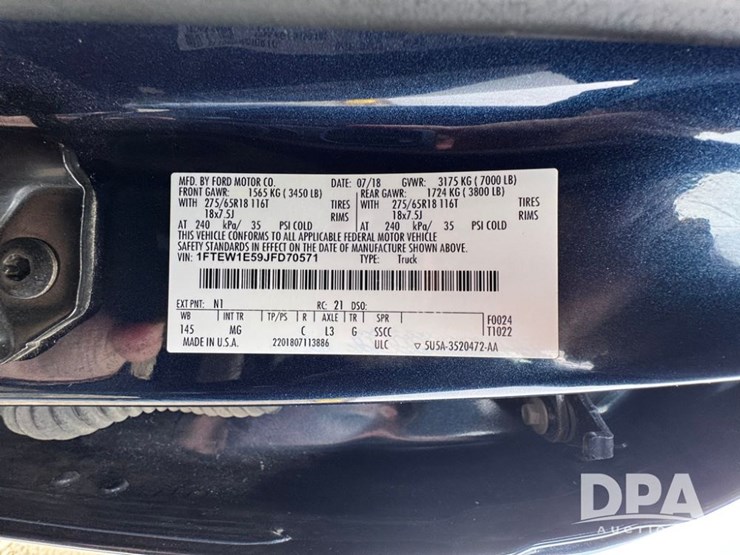 MFD. BY FORD MOTOR CO. DATE: 07/18 GVWR: 3175 KG ( 7000 LB)
FRONT GAWR: 1565 KG ( 3450 LB) REAR GAWR: 1724 KG ( 3800 LB)
WITH 275/65R18 116T TIRES WITH 275/65R18 116T TIRES
18x7.5J RIMS 18x7.5J RIMS
AT 240 kPa/ 35 PSI COLD AT 240 kPa/ 35 PSI COLD
THIS VEHICLE CONFORMS TO ALL APPLICABLE FEDERAL MOTOR VEHICLE
SAFETY STANDARDS IN EFFECT ON THE DATE OF MANUFACTURE SHOWN ABOVE.
VIN: 1FTEW1E59JFD70571 TYPE: Truck
EXT PNT: N1 RC: 21 DSO: F0024
WB INT TR TP/PS R AXLE TR SPR T1022
145 MG C L3 G SSCC
MADE IN U.S.A. 2201807113886 ULC ▽ 5U5A-3520472-AA
DPA
AUCTIONS